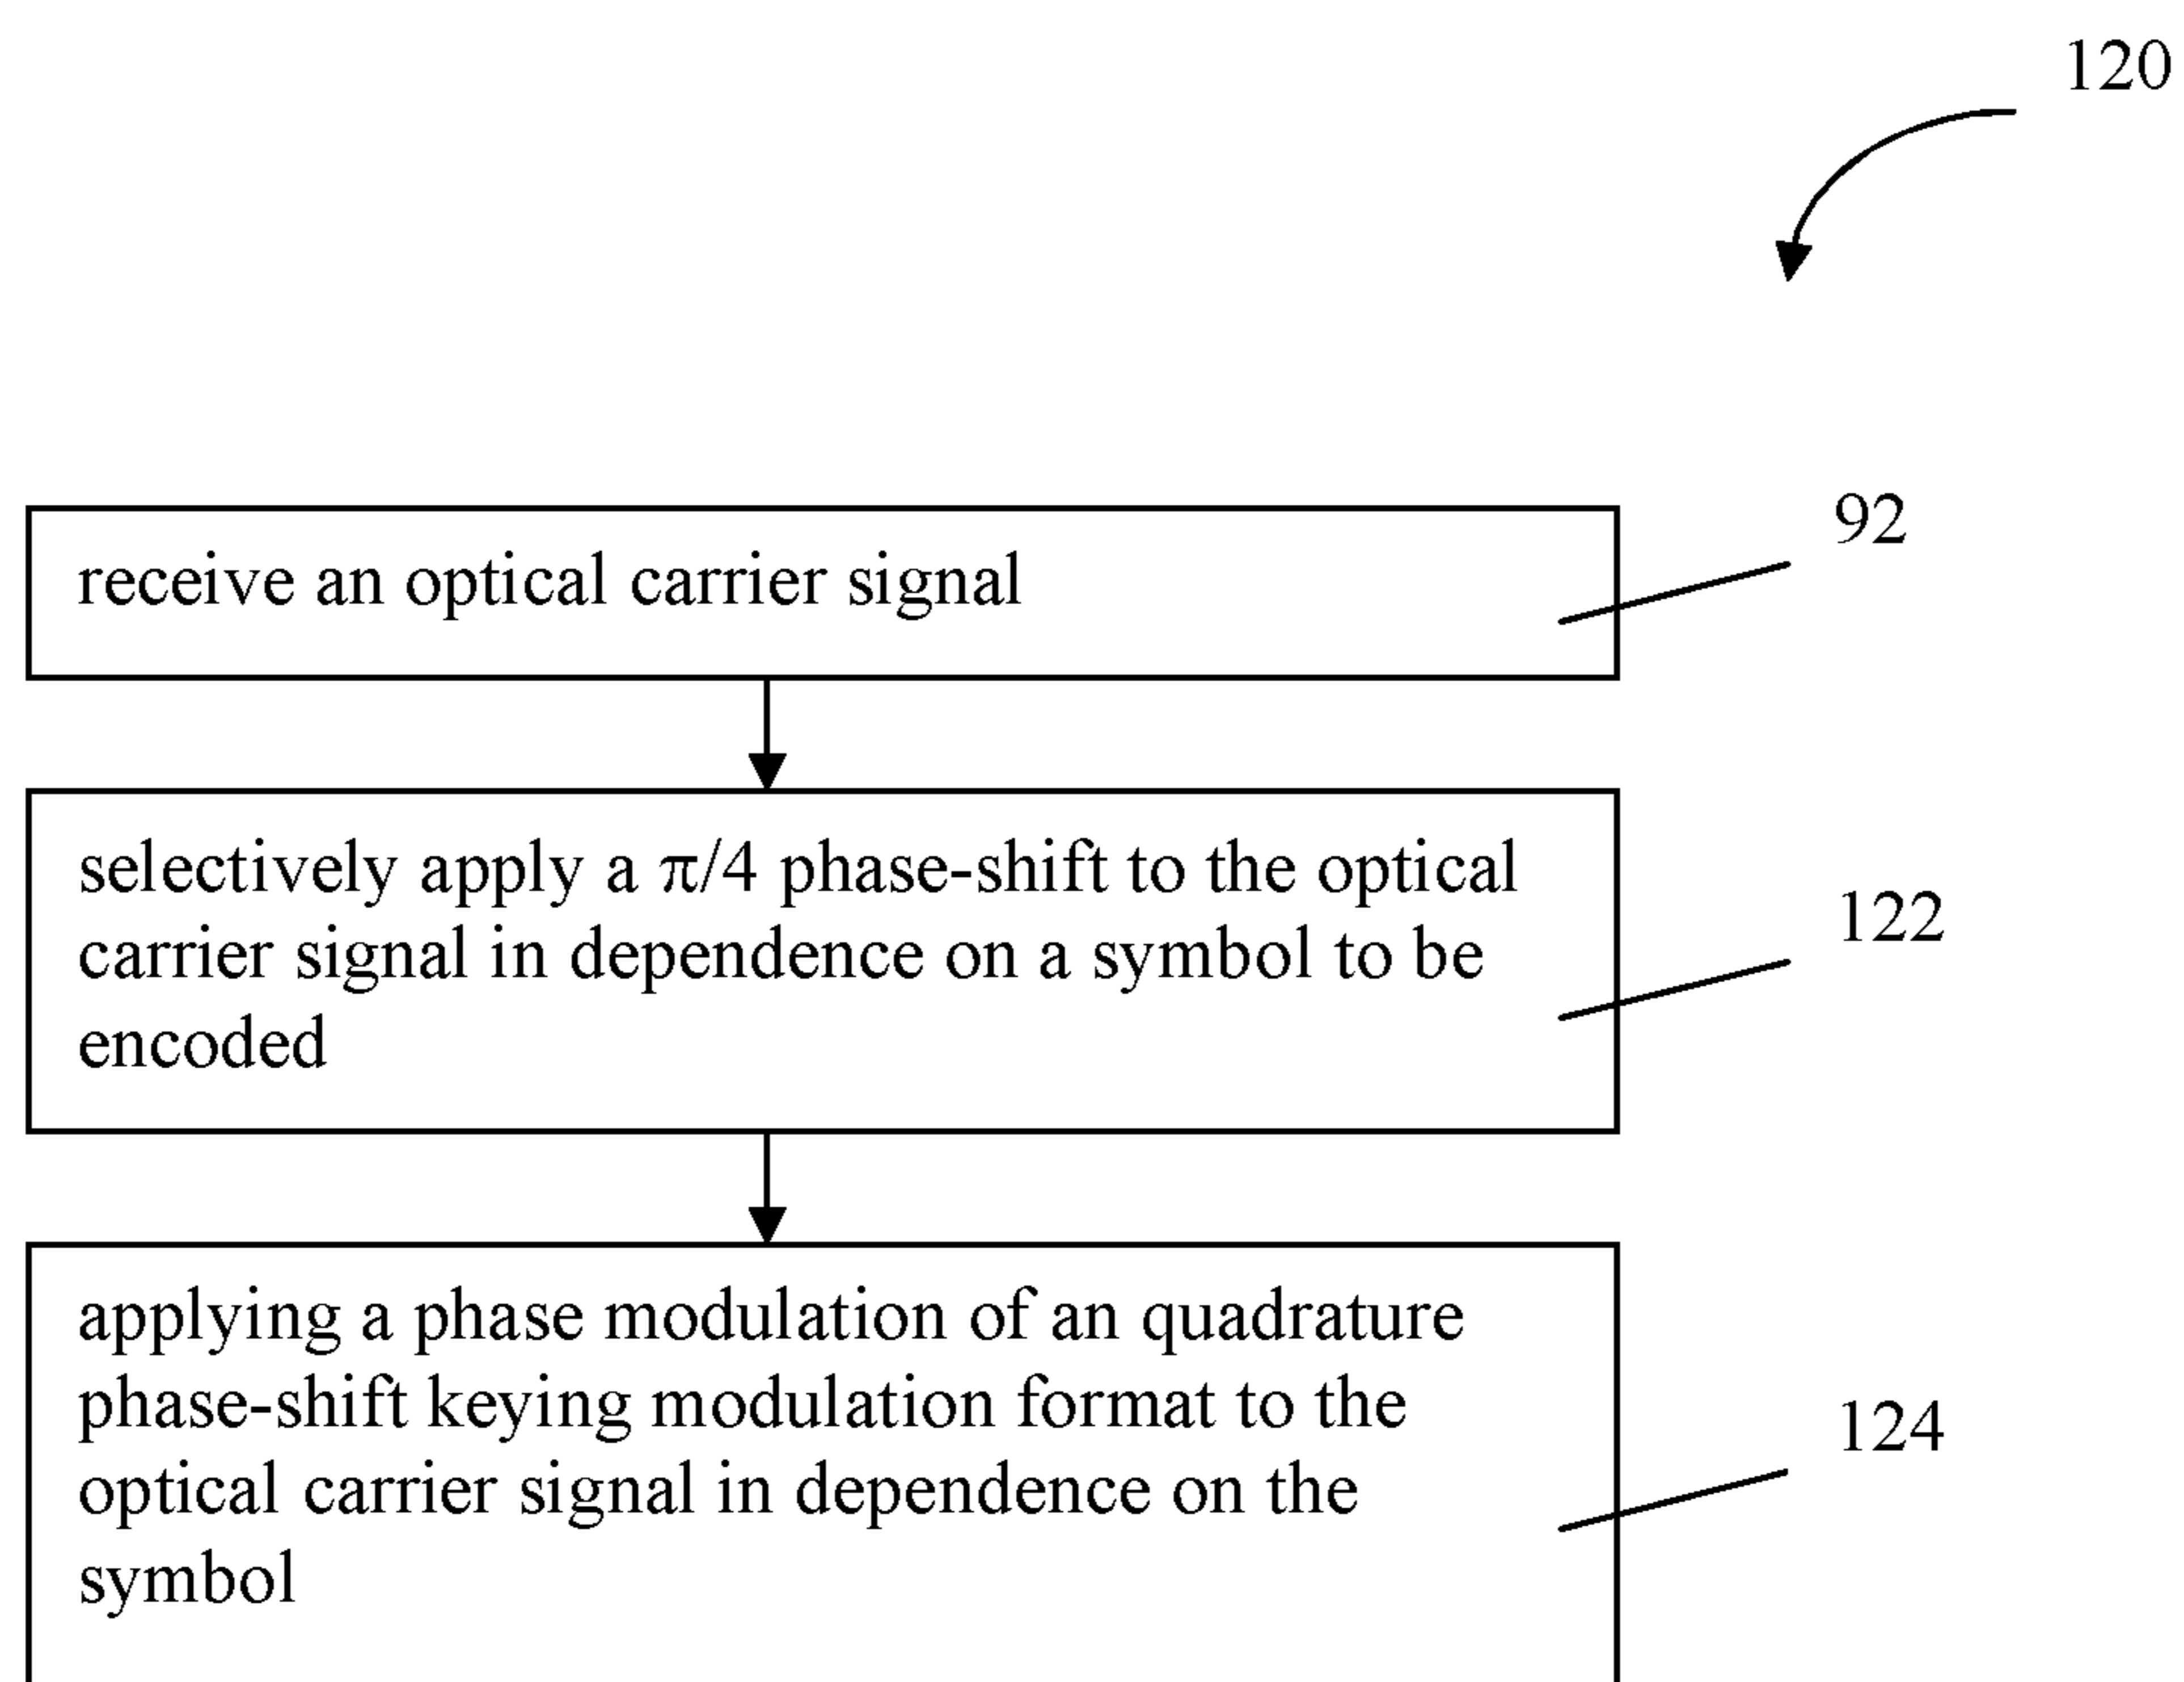 120
92
receive an optical carrier signal
selectively apply a π/4 phase-shift to the optical
carrier signal in dependence on a symbol to be
encoded
122
applying a phase modulation of an quadrature
phase-shift keying modulation format to the
optical carrier signal in dependence on the
symbol
124